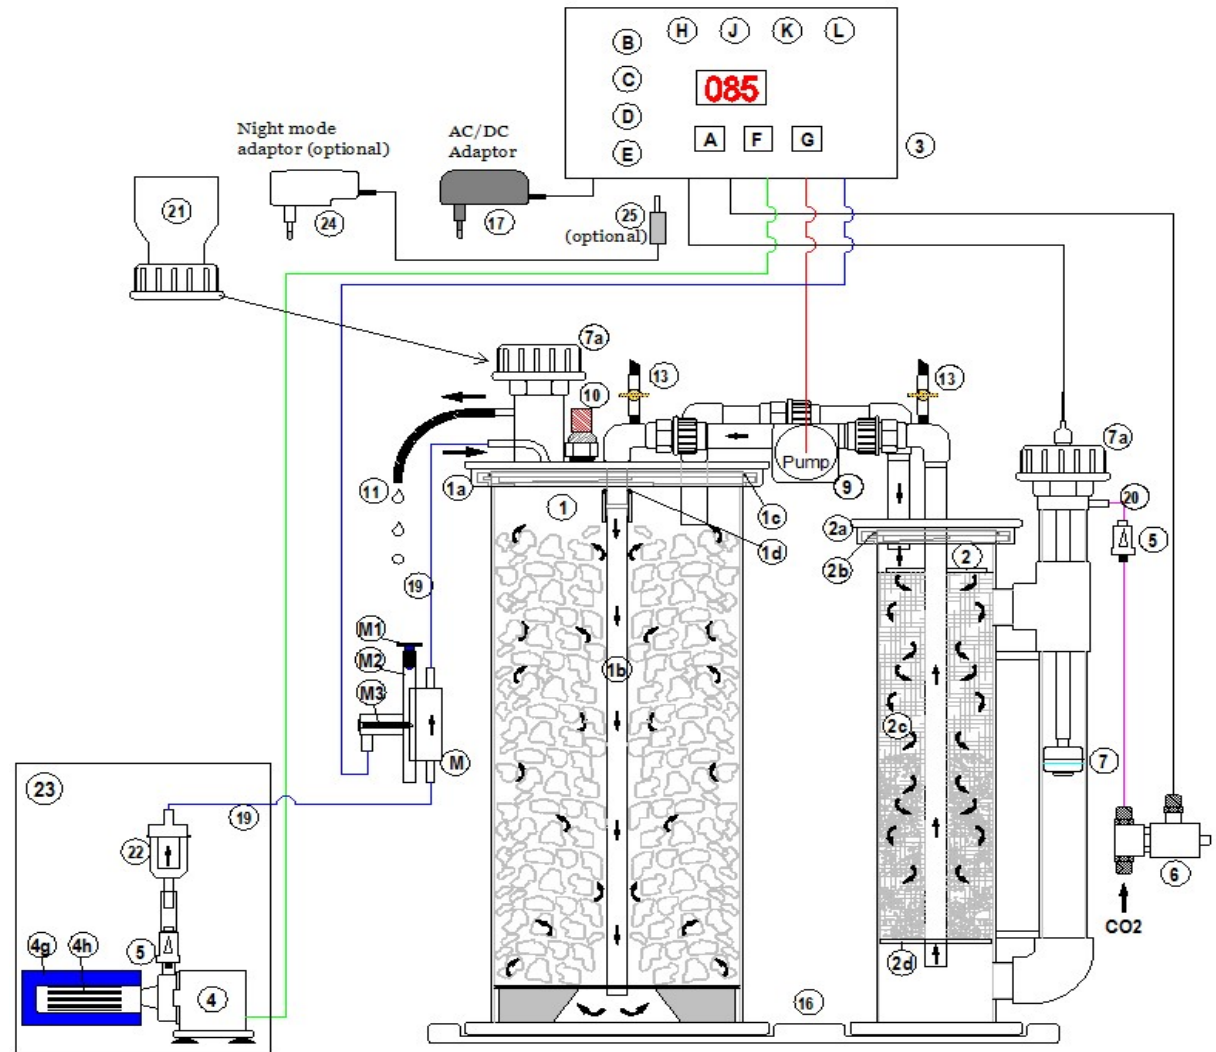 B
H
J
K
L
C
085
D
A
F
G
E
3
Night mode
adaptor (optional)
AC/DC
Adaptor
21
24
17
25
(optional)
7a
13
13
10
7a
Pump
1a
11
9
20
1
1c
2a
5
1d
2b
2
19
M1
M2
1b
M3
2c
M
7
23
19
22
6
CO2
4g
4h
5
2d
4
16